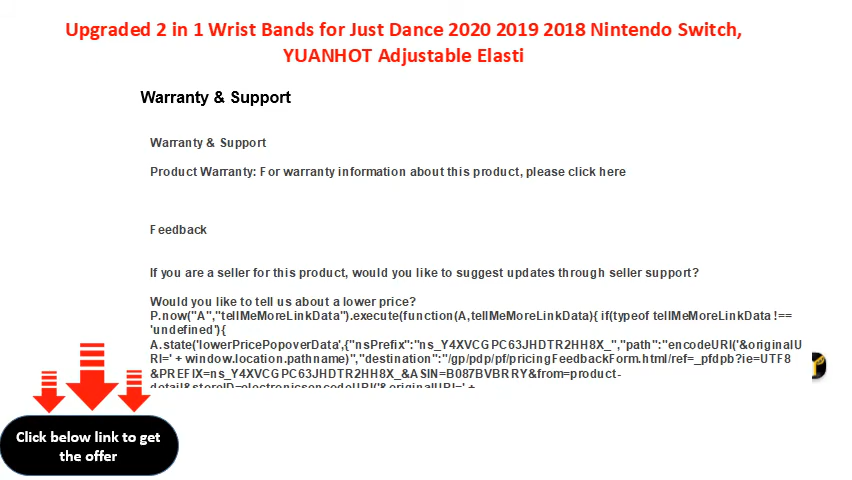 Upgraded 2 in 1 Wrist Bands for Just Dance 2020 2019 2018 Nintendo Switch,
YUANHOT Adjustable Elasti
Warranty & Support
Warranty & Support
Product Warranty: For warranty information about this product, please click here
Feedback
If you are a seller for this product, would you like to suggest updates through seller support?
Would you like to tell us about a lower price?
P.now("A","tellMeMoreLinkData").execute(function(A,tellMeMoreLinkData){ if(typeof tellMeMoreLinkData !==
'undefined'){
A.state('lowerPricePopoverData',{"nsPrefix":"ns_Y4XVCGPC63JHDTR2HH8X_","path":"encodeURI('&originalU
RI=' + window.location.pathname)","destination":"/gp/pdp/pf/pricingFeedbackForm.html/ref=_pfdpb?ie=UTF8
&PREFIX=ns_Y4XVCGPC63JHDTR2HH8X_&ASIN=B087BVBRRY&from=product-
detail&storeID=electronicsencodeURI('&originalURI=' +
Click below link to get
the offer